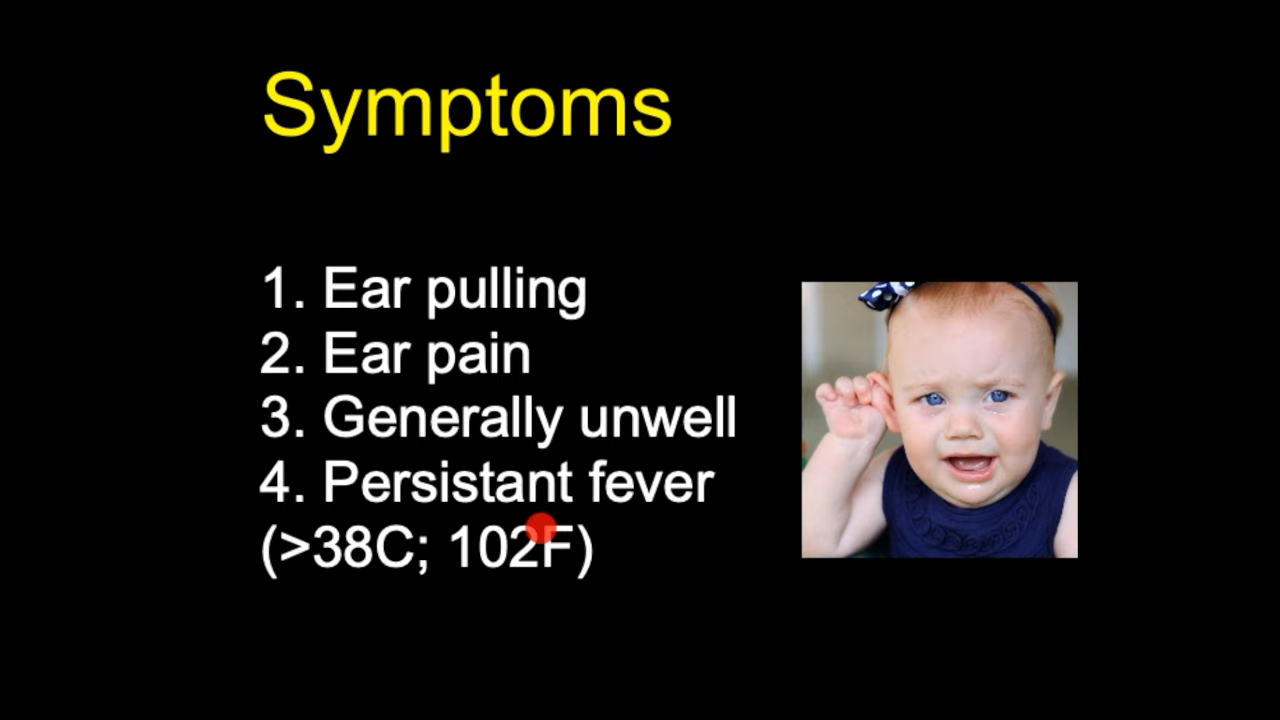 Symptoms
1. Ear pulling
2. Ear pain
3. Generally unwell
4. Persistant fever
(>38C; 102F)